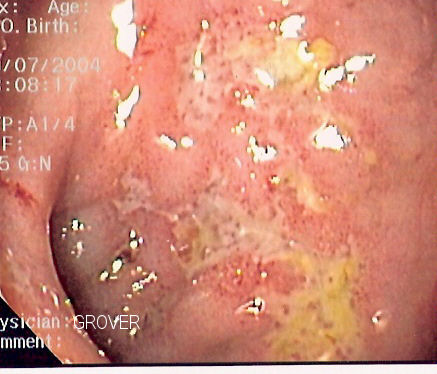 x: Age:
O. Birth:
/07/2004
:08:17
P:A1/4
F:
5 G:N
ysician:GROVER
mment: